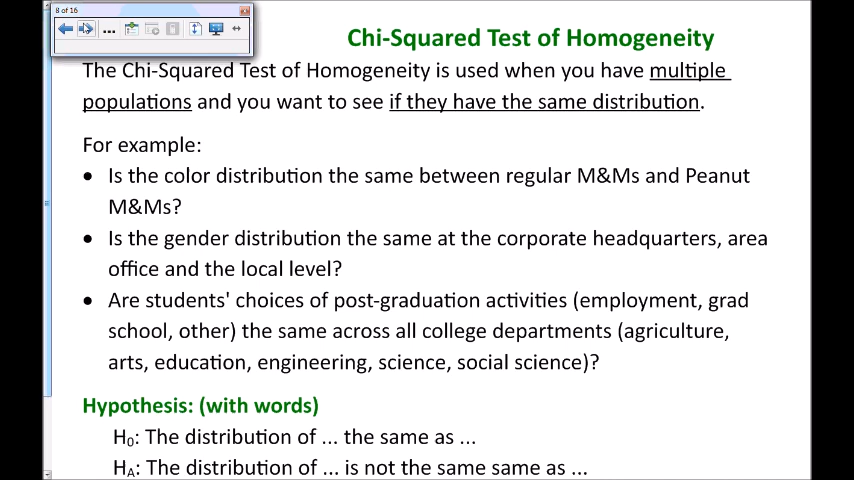 8 of 16
Chi-Squared Test of Homogeneity
The Chi-Squared Test of Homogeneity is used when you have multiple
populations and you want to see if they have the same distribution.
For example:
• Is the color distribution the same between regular M&Ms and Peanut
M&Ms?
• Is the gender distribution the same at the corporate headquarters, area
office and the local level?
• Are students' choices of post-graduation activities (employment, grad
school, other) the same across all college departments (agriculture,
arts, education, engineering, science, social science)?
Hypothesis: (with words)
H₀: The distribution of ... the same as ...
Hₐ: The distribution of ... is not the same same as ...